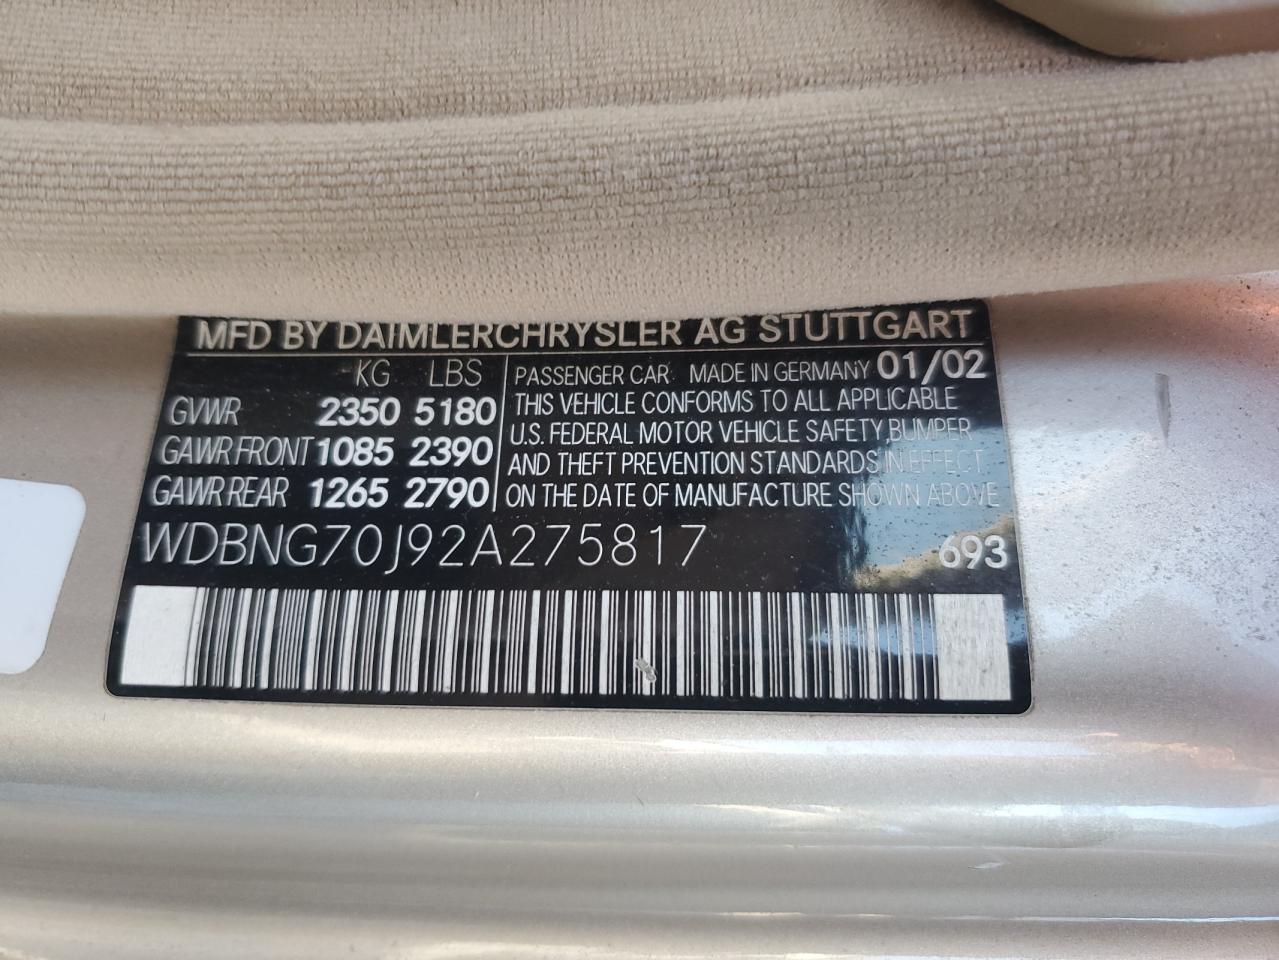 MFD BY DAIMLERCHRYSLER AG STUTTGART
KG LBS
GVWR 2350 5180
GAWR FRONT 1085 2390
GAWR REAR 1265 2790
PASSENGER CAR MADE IN GERMANY 01/02
THIS VEHICLE CONFORMS TO ALL APPLICABLE
U.S. FEDERAL MOTOR VEHICLE SAFETY, BUMPER
AND THEFT PREVENTION STANDARDS IN EFFECT
ON THE DATE OF MANUFACTURE SHOWN ABOVE
WDBNG70J92A275817 693